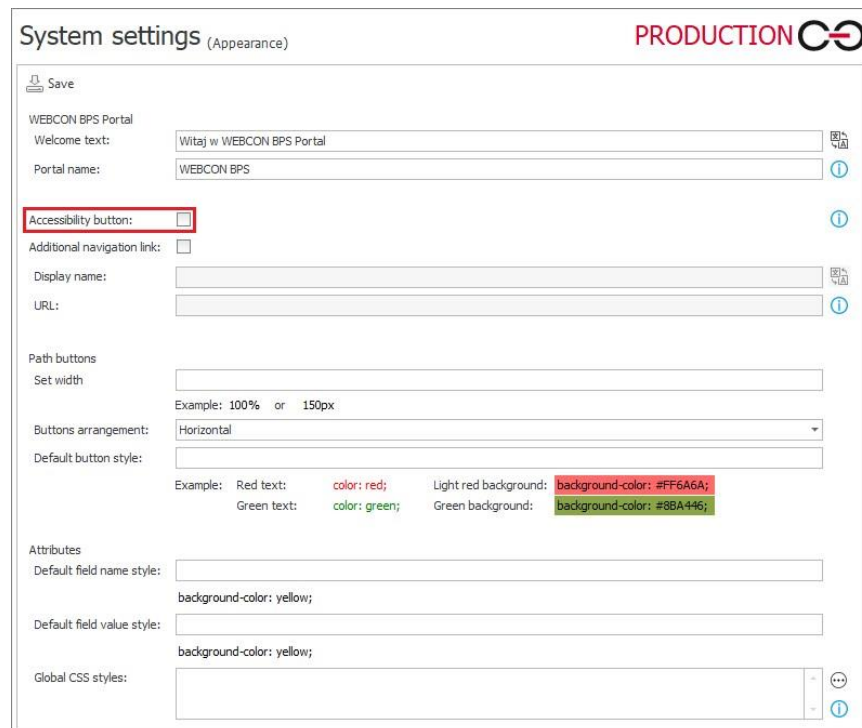 System settings (Appearance) PRODUCTION
Save
WEBCON BPS Portal
Welcome text: Witaj w WEBCON BPS Portal
Portal name: WEBCON BPS
Accessibility button:
Additional navigation link:
Display name:
URL:
Path buttons
Set width
Example: 100% or 150px
Buttons arrangement: Horizontal
Default button style:
Example: Red text: color: red; Light red background: background-color: #FF6A6A;
Green text: color: green; Green background: background-color: #8BA446;
Attributes
Default field name style:
background-color: yellow;
Default field value style:
background-color: yellow;
Global CSS styles: